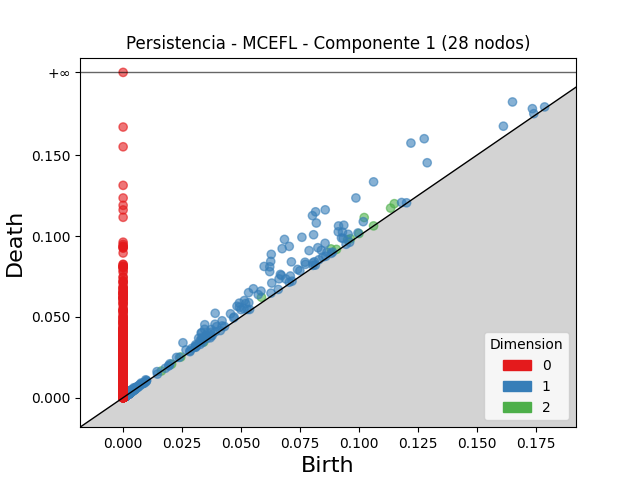 Persistencia - MCEFL - Componente 1 (28 nodos)
+∞
0.150
0.100
0.050
0.000
Death
Dimension
0
1
2
0.000 0.025 0.050 0.075 0.100 0.125 0.150 0.175
Birth